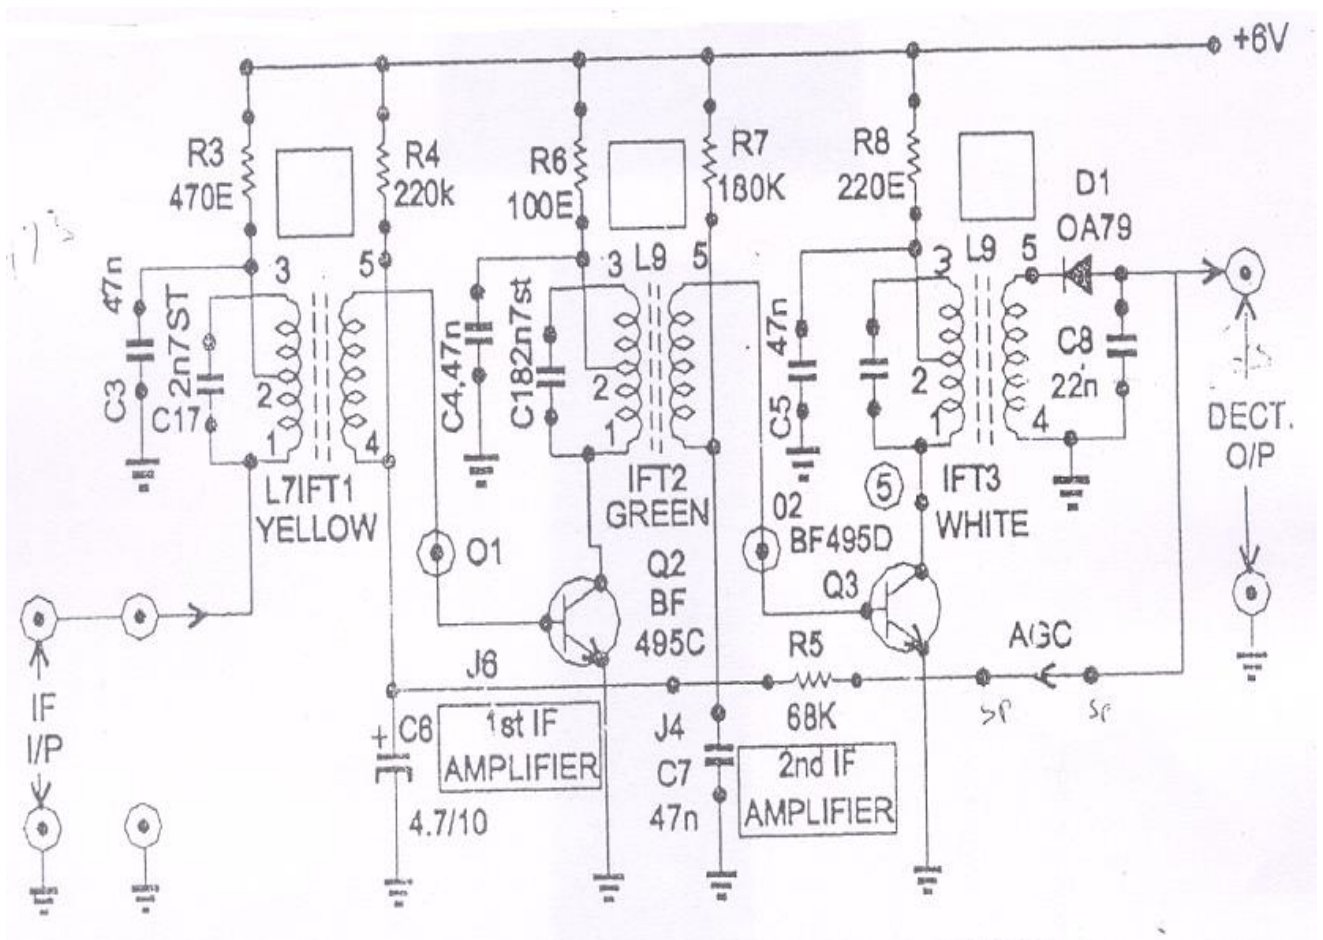 +6V
R3
470E
R4
220k
R6
100E
R7
180K
R8
220E
D1
OA79
3
5
3
L9
5
3
L9
5
47n
C3
2n7ST
C17
2
1
4
L7IFT1
YELLOW
C4.47n
C182n7st
2
1
IFT2
GREEN
47n
C5
2
1
4
5
IFT3
WHITE
C8
22n
DECT.
O/P
O1
O2
BF495D
Q2
BF
495C
Q3
J6
R5
68K
AGC
SP
SP
IF
I/P
+
C6
4.7/10
1st IF
AMPLIFIER
J4
C7
47n
2nd IF
AMPLIFIER